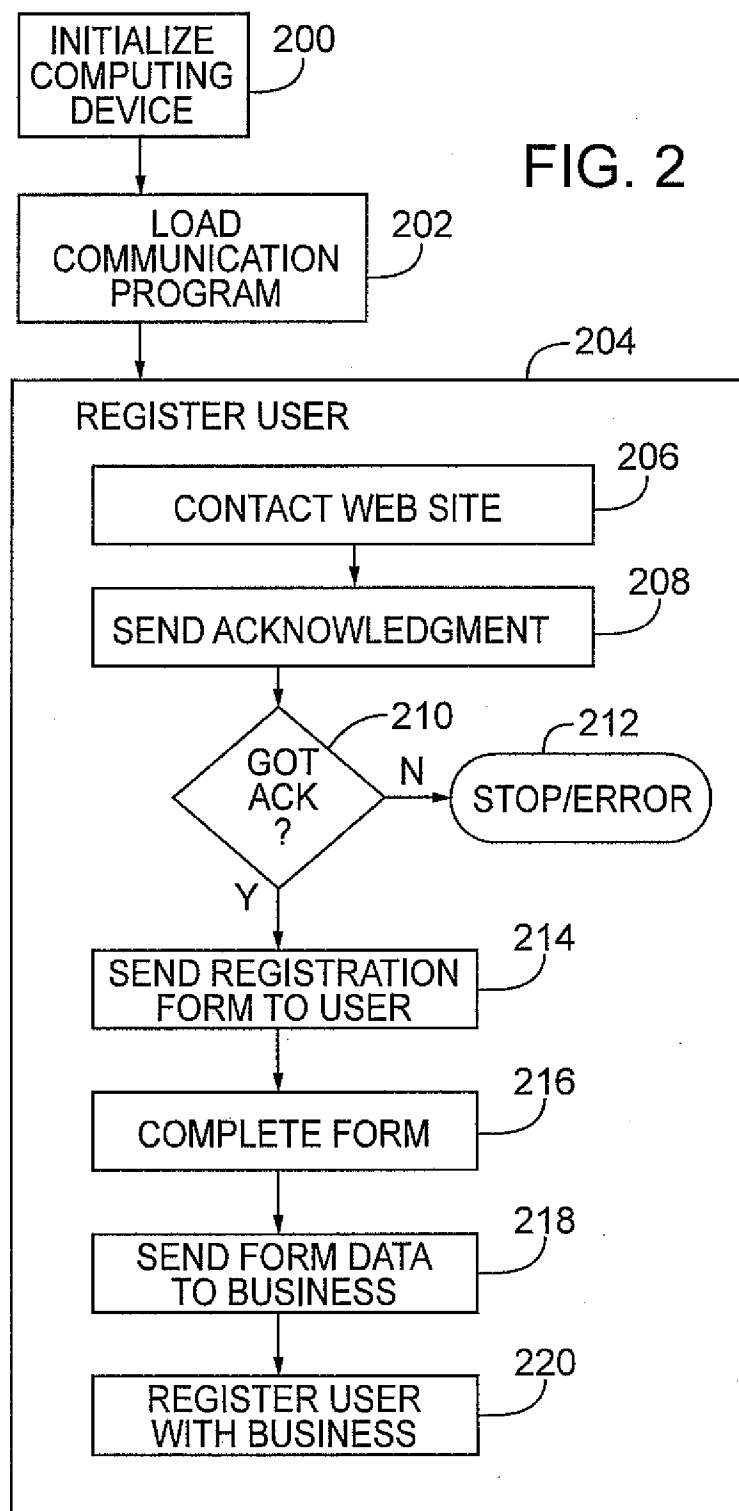 INITIALIZE
COMPUTING
DEVICE
200
FIG. 2
LOAD
COMMUNICATION
PROGRAM
202
204
REGISTER USER
206
CONTACT WEB SITE
208
SEND ACKNOWLEDGMENT
210
GOT
ACK
?
N
212
STOP/ERROR
Y
214
SEND REGISTRATION
FORM TO USER
216
COMPLETE FORM
218
SEND FORM DATA
TO BUSINESS
220
REGISTER USER
WITH BUSINESS